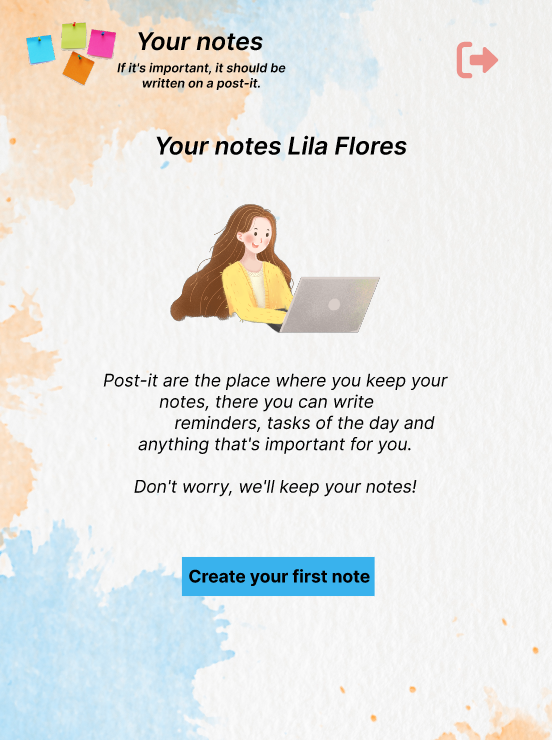 Your notes
If it's important, it should be
written on a post-it.
Your notes Lila Flores
Post-it are the place where you keep your
notes, there you can write
reminders, tasks of the day and
anything that's important for you.
Don't worry, we'll keep your notes!
Create your first note